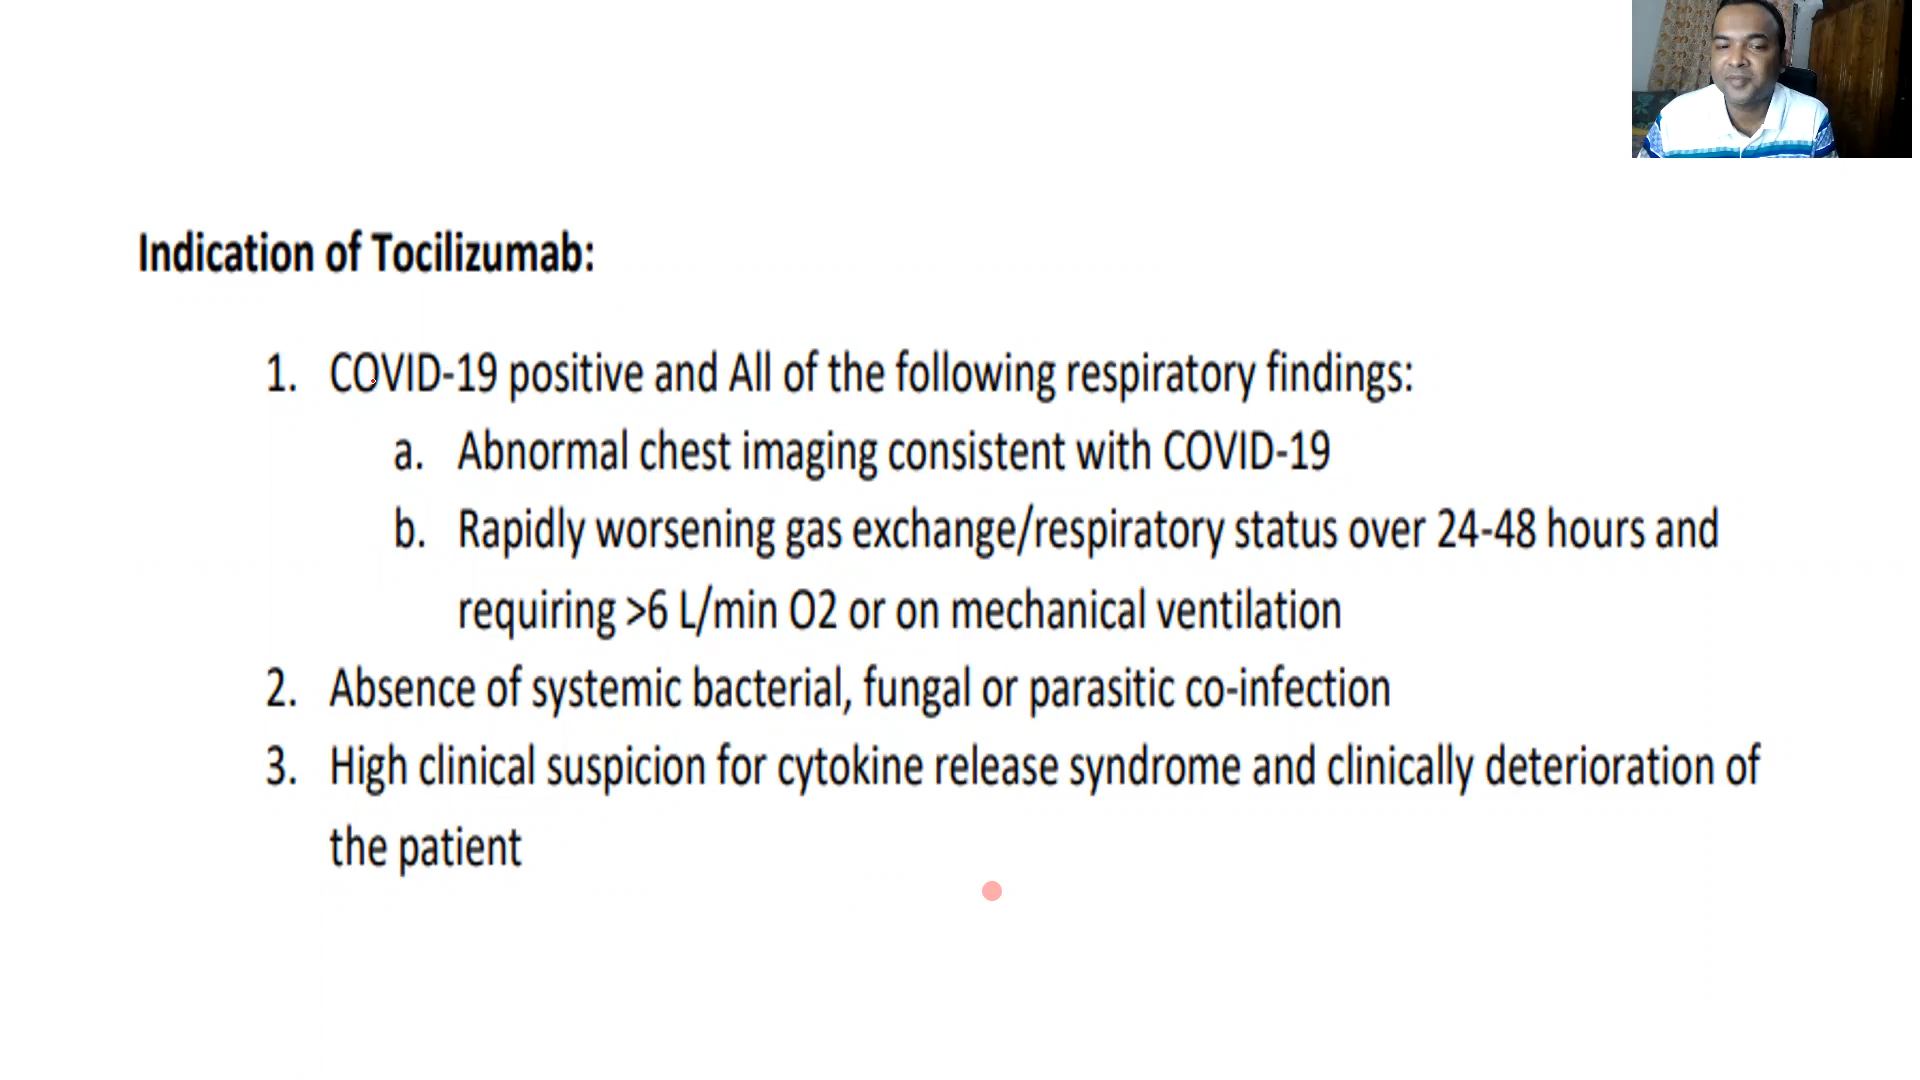 Indication of Tocilizumab:
1. COVID-19 positive and All of the following respiratory findings:
a. Abnormal chest imaging consistent with COVID-19
b. Rapidly worsening gas exchange/respiratory status over 24-48 hours and
requiring >6 L/min O2 or on mechanical ventilation
2. Absence of systemic bacterial, fungal or parasitic co-infection
3. High clinical suspicion for cytokine release syndrome and clinically deterioration of
the patient